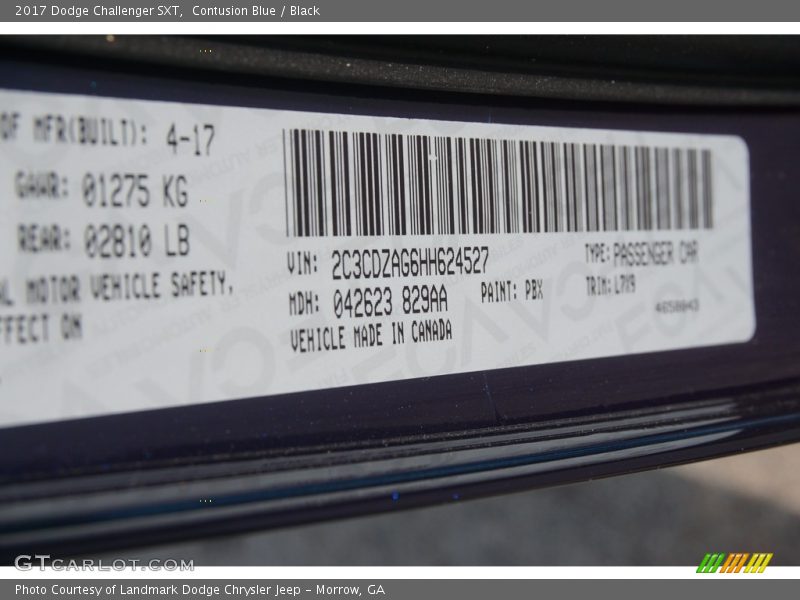 2017 Dodge Challenger SXT, Contusion Blue / Black
OF MFR(BUILT): 4-17
GAWR: 01275 KG
REAR: 02810 LB
MOTOR VEHICLE SAFETY,
ON
VIN: 2C3CDZAG6HH624527
MDH: 042623 829AA
VEHICLE MADE IN CANADA
PAINT: PBX
TYPE: PASSENGER CAR
TRIM: L7X9
GTCARLOT.COM
Photo Courtesy of Landmark Dodge Chrysler Jeep - Morrow, GA